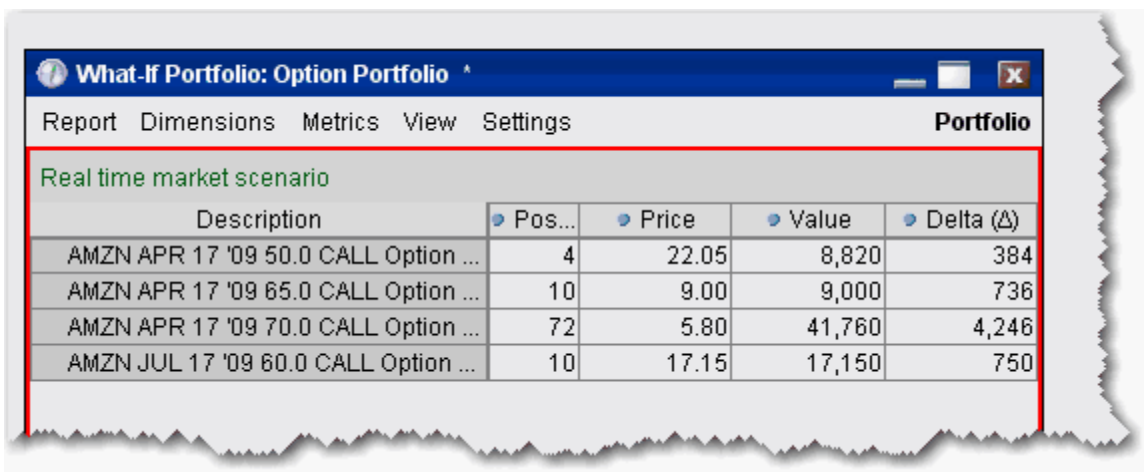 What-If Portfolio: Option Portfolio *
Report Dimensions Metrics View Settings Portfolio
Real time market scenario
Description Pos... Price Value Delta (Δ)
AMZN APR 17 '09 50.0 CALL Option ... 4 22.05 8,820 384
AMZN APR 17 '09 65.0 CALL Option ... 10 9.00 9,000 736
AMZN APR 17 '09 70.0 CALL Option ... 72 5.80 41,760 4,246
AMZN JUL 17 '09 60.0 CALL Option ... 10 17.15 17,150 750